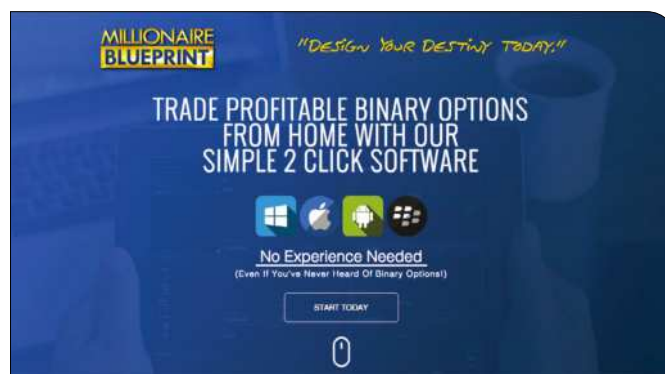 MILLIONAIRE
BLUEPRINT
"DESIGN YOUR DESTINY TODAY."
TRADE PROFITABLE BINARY OPTIONS
FROM HOME WITH OUR
SIMPLE 2 CLICK SOFTWARE
No Experience Needed
(Even If You've Never Heard Of Binary Options!)
START TODAY